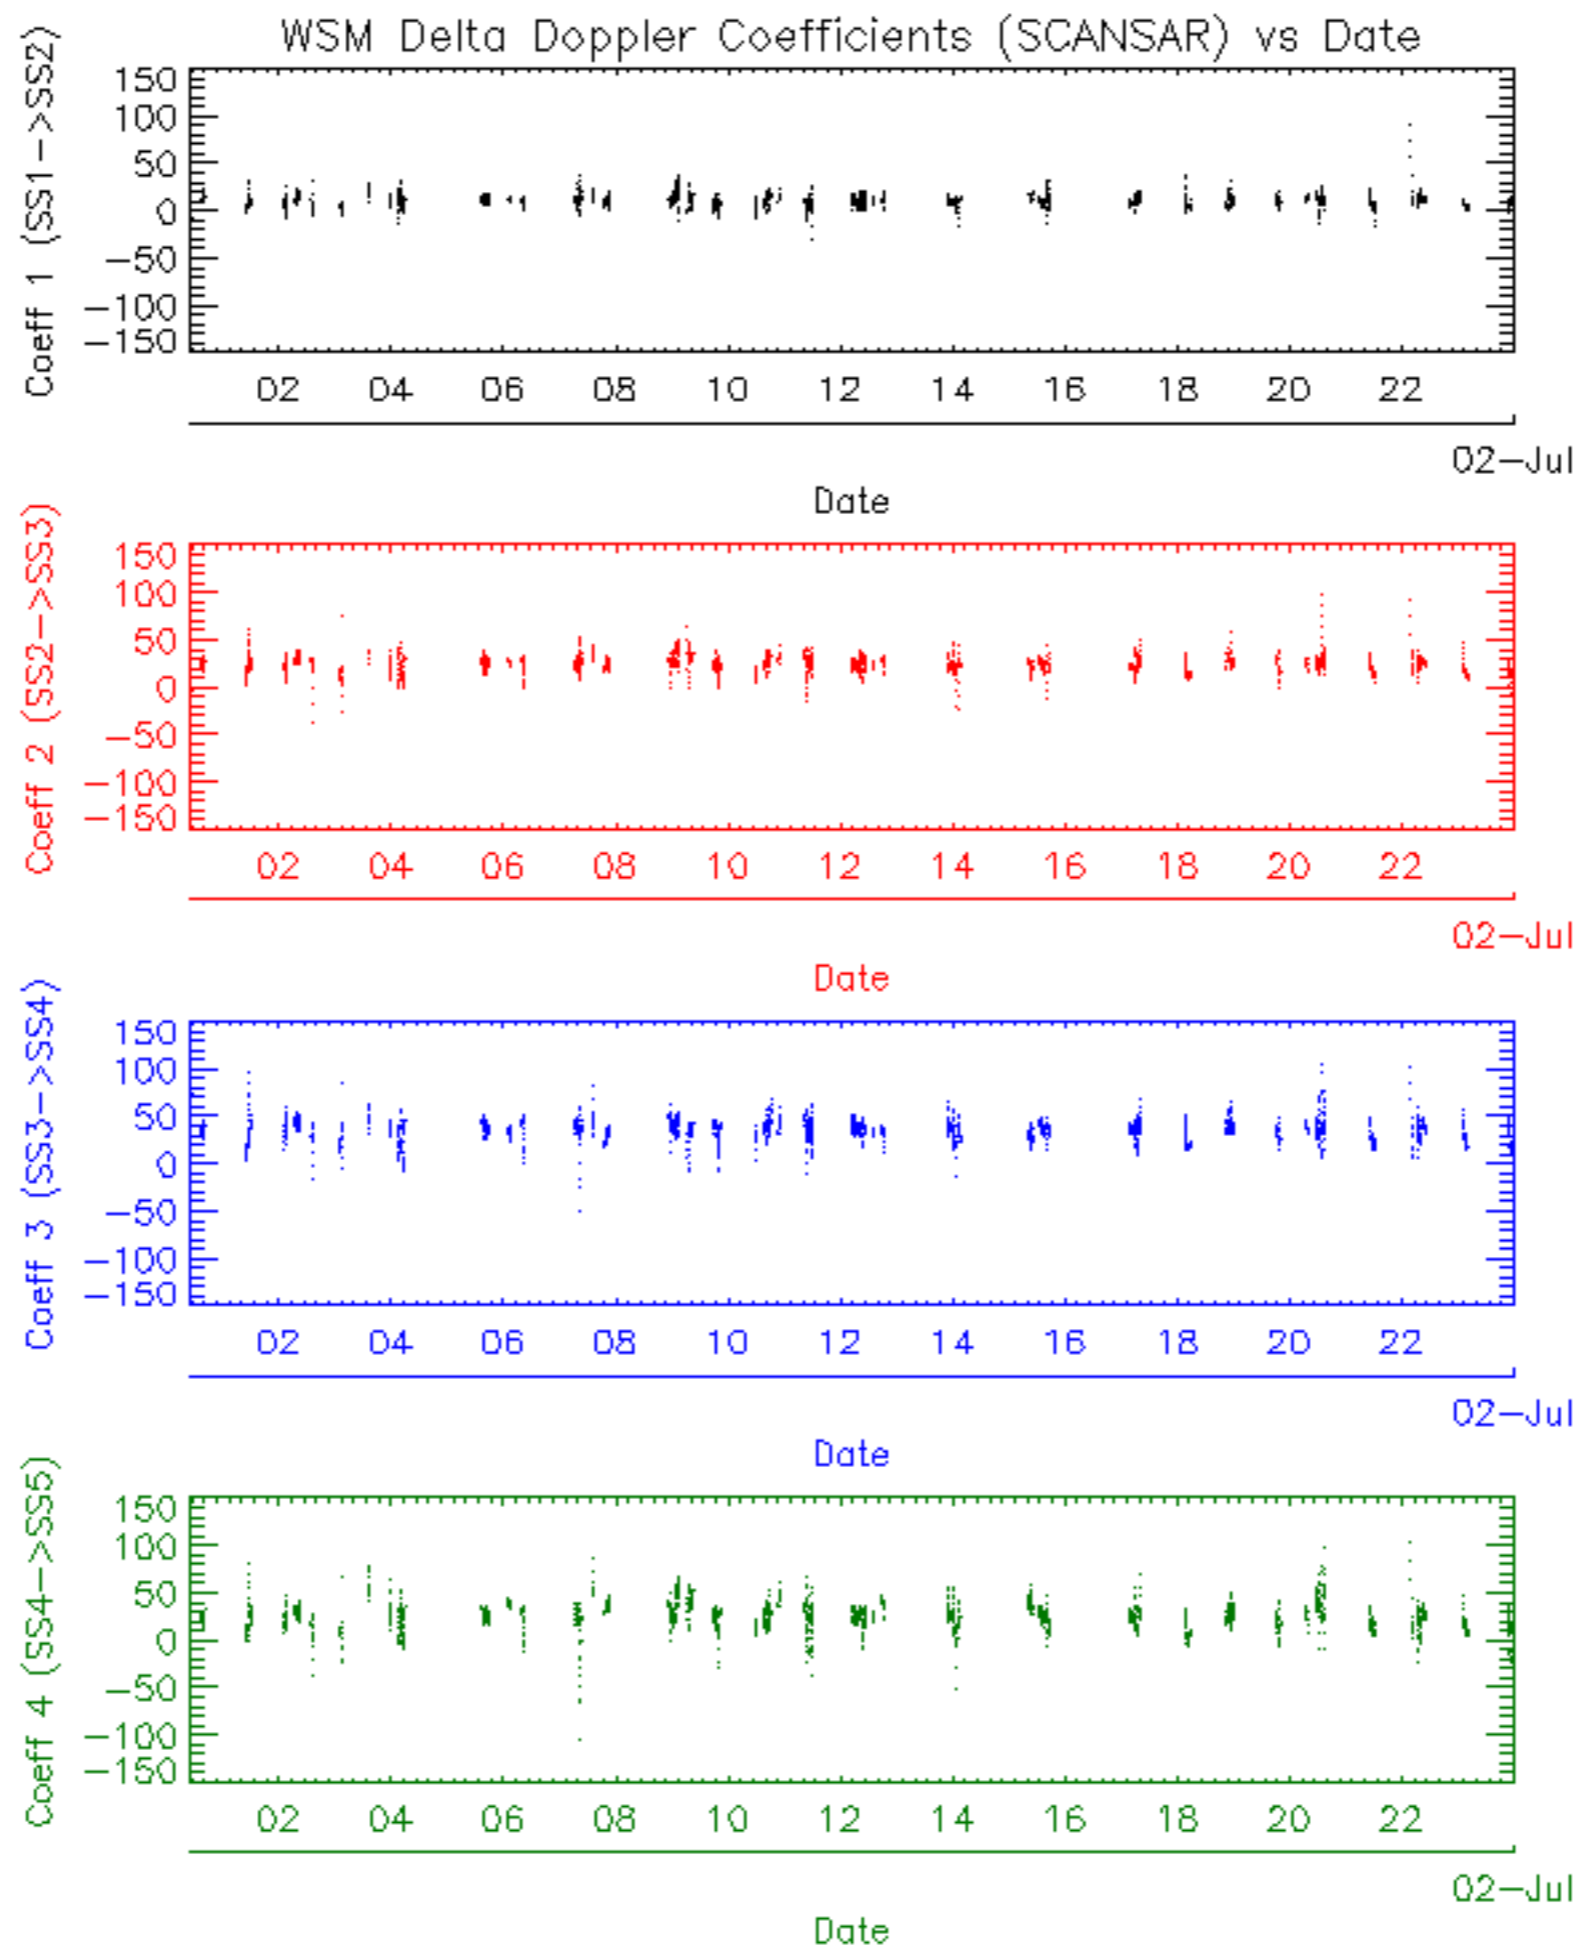 WSM Delta Doppler Coefficients (SCANSAR) vs Date
Coeff 1 (SS1->SS2)
150
100
50
0
-50
-100
-150
02 04 06 08 10 12 14 16 18 20 22
02-Jul
Date
Coeff 2 (SS2->SS3)
150
100
50
0
-50
-100
-150
02 04 06 08 10 12 14 16 18 20 22
02-Jul
Date
Coeff 3 (SS3->SS4)
150
100
50
0
-50
-100
-150
02 04 06 08 10 12 14 16 18 20 22
02-Jul
Date
Coeff 4 (SS4->SS5)
150
100
50
0
-50
-100
-150
02 04 06 08 10 12 14 16 18 20 22
02-Jul
Date